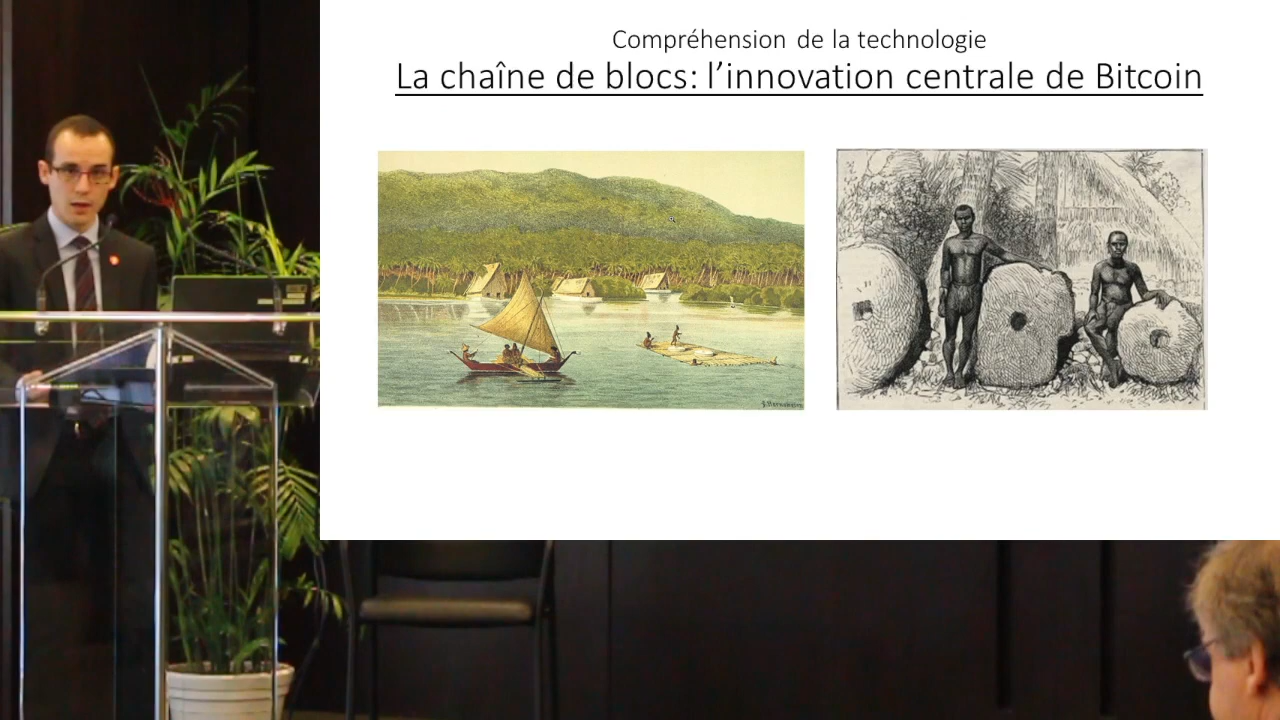 Compréhension de la technologie
La chaîne de blocs: l’innovation centrale de Bitcoin